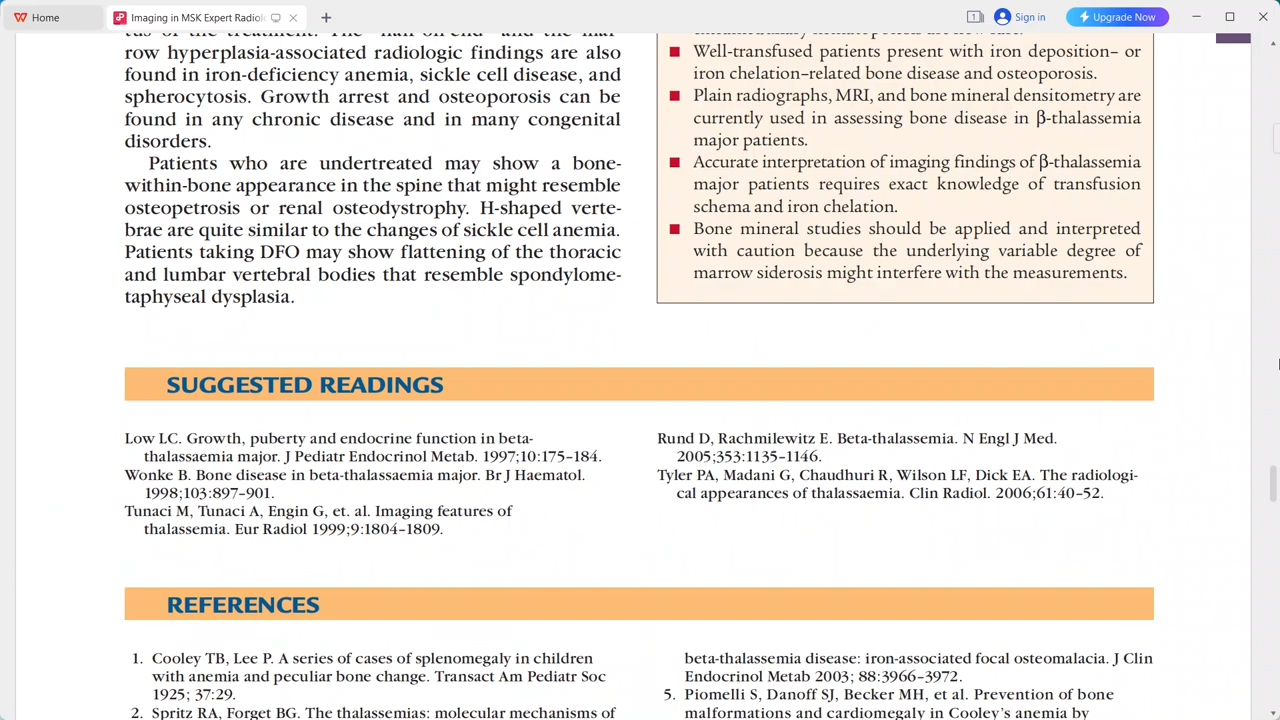 Home
Imaging in MSK Expert Radiol
1
Sign in
Upgrade Now
row hyperplasia-associated radiologic findings are also
found in iron-deficiency anemia, sickle cell disease, and
spherocytosis. Growth arrest and osteoporosis can be
found in any chronic disease and in many congenital
disorders.
Patients who are undertreated may show a bone-
within-bone appearance in the spine that might resemble
osteopetrosis or renal osteodystrophy. H-shaped verte-
brae are quite similar to the changes of sickle cell anemia.
Patients taking DFO may show flattening of the thoracic
and lumbar vertebral bodies that resemble spondylome-
taphyseal dysplasia.
■ Well-transfused patients present with iron deposition– or
iron chelation–related bone disease and osteoporosis.
■ Plain radiographs, MRI, and bone mineral densitometry are
currently used in assessing bone disease in β-thalassemia
major patients.
■ Accurate interpretation of imaging findings of β-thalassemia
major patients requires exact knowledge of transfusion
schema and iron chelation.
■ Bone mineral studies should be applied and interpreted
with caution because the underlying variable degree of
marrow siderosis might interfere with the measurements.
SUGGESTED READINGS
Low LC. Growth, puberty and endocrine function in beta-
thalassaemia major. J Pediatr Endocrinol Metab. 1997;10:175–184.
Wonke B. Bone disease in beta-thalassaemia major. Br J Haematol.
1998;103:897–901.
Tunaci M, Tunaci A, Engin G, et. al. Imaging features of
thalassemia. Eur Radiol 1999;9:1804–1809.
Rund D, Rachmilewitz E. Beta-thalassemia. N Engl J Med.
2005;353:1135–1146.
Tyler PA, Madani G, Chaudhuri R, Wilson LF, Dick EA. The radiologi-
cal appearances of thalassaemia. Clin Radiol. 2006;61:40–52.
REFERENCES
1. Cooley TB, Lee P. A series of cases of splenomegaly in children
with anemia and peculiar bone change. Transact Am Pediatr Soc
1925; 37:29.
2. Spritz RA, Forget BG. The thalassemias: molecular mechanisms of
beta-thalassemia disease: iron-associated focal osteomalacia. J Clin
Endocrinol Metab 2003; 88:3966–3972.
5. Piomelli S, Danoff SJ, Becker MH, et al. Prevention of bone
malformations and cardiomegaly in Cooley's anemia by